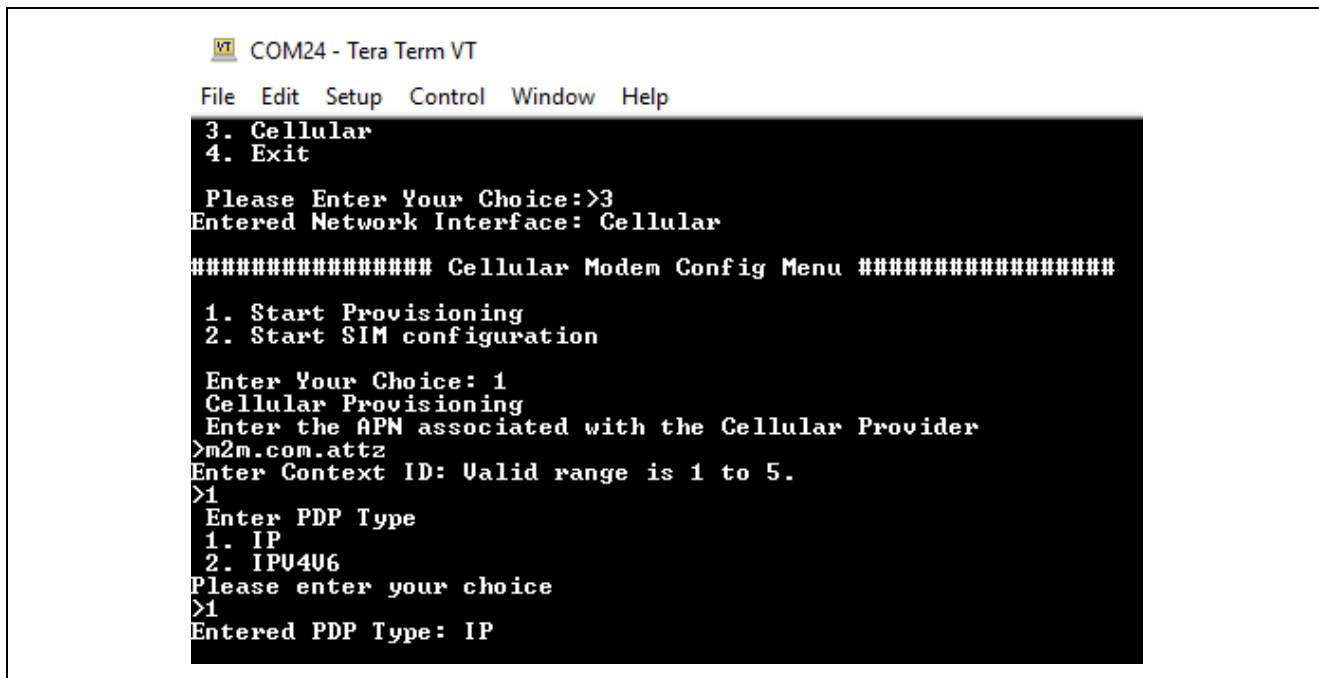 COM24 - Tera Term VT
File Edit Setup Control Window Help
3. Cellular
4. Exit
Please Enter Your Choice:>3
Entered Network Interface: Cellular
################ Cellular Modem Config Menu #################
1. Start Provisioning
2. Start SIM configuration
Enter Your Choice: 1
Cellular Provisioning
Enter the APN associated with the Cellular Provider
>m2m.com.attz
Enter Context ID: Valid range is 1 to 5.
>1
Enter PDP Type
1. IP
2. IPV4V6
Please enter your choice
>1
Entered PDP Type: IP